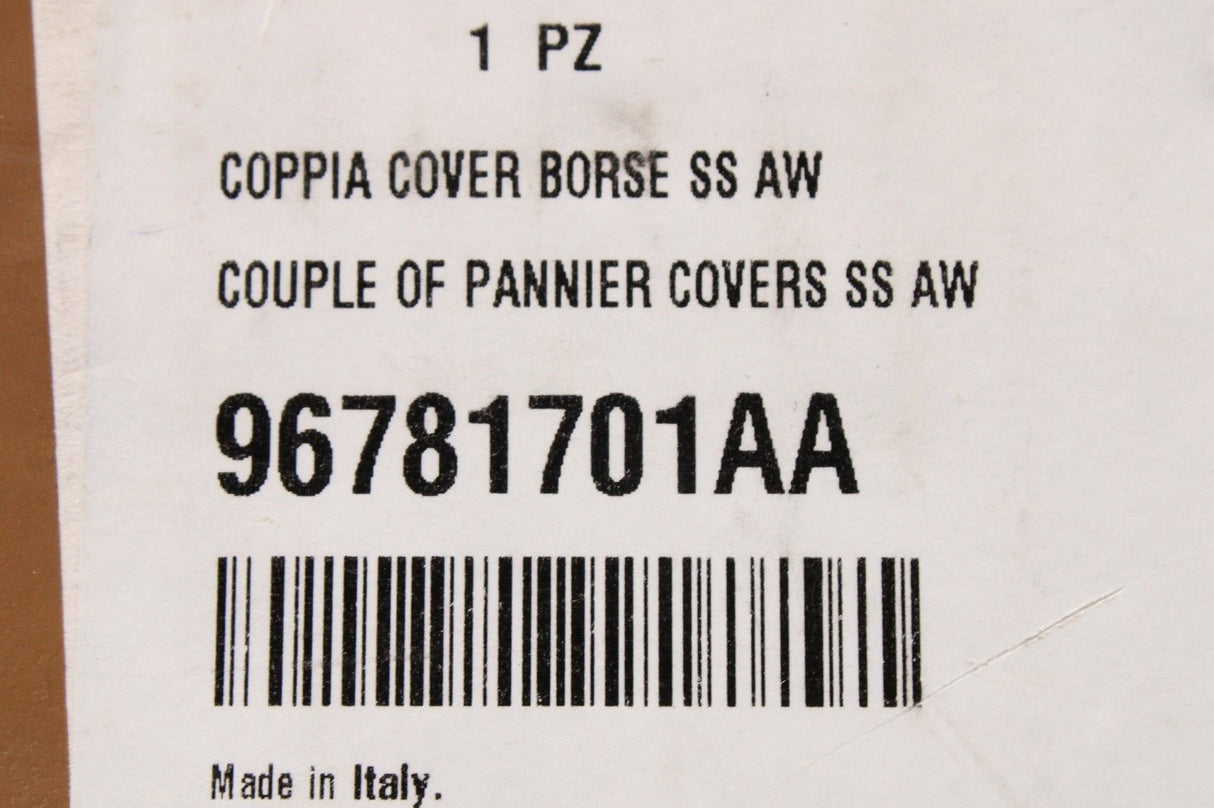 1 PZ
COPPIA COVER BORSE SS AW
COUPLE OF PANNIER COVERS SS AW
96781701AA
Made in Italy.